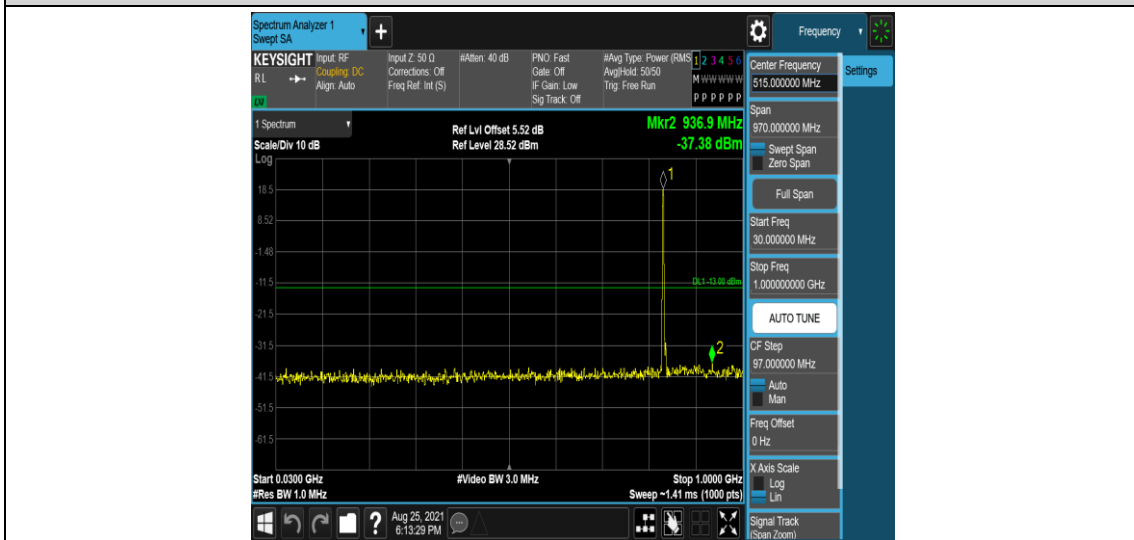 Spectrum Analyzer 1
Swept SA
+
Frequency
KEYSIGHT
RL
Input: RF
Coupling: DC
Align: Auto
Input Z: 50 Ω
Corrections: Off
Freq Ref: Int (S)
#Atten: 40 dB
PNO: Fast
Gate: Off
IF Gain: Low
Sig Track: Off
#Avg Type: Power (RMS
Avg|Hold: 50/50
Trig: Free Run
1 2 3 4 5 6
M W W W W W
P P P P P P
1 Spectrum
Scale/Div 10 dB
Log
Ref Lvl Offset 5.52 dB
Ref Level 28.52 dBm
Mkr2 936.9 MHz
-37.38 dBm
1
18.5
8.52
-1.48
-11.5
DL1 -13.00 dBm
-21.5
-31.5
2
-41.5
-51.5
-61.5
Start 0.0300 GHz
#Res BW 1.0 MHz
#Video BW 3.0 MHz
Stop 1.0000 GHz
Sweep ~1.41 ms (1000 pts)
?
Aug 25, 2021
6:13:29 PM
Center Frequency
515.000000 MHz
Settings
Span
970.000000 MHz
Swept Span
Zero Span
Full Span
Start Freq
30.000000 MHz
Stop Freq
1.000000000 GHz
AUTO TUNE
CF Step
97.000000 MHz
Auto
Man
Freq Offset
0 Hz
X Axis Scale
Log
Lin
Signal Track
(Span Zoom)